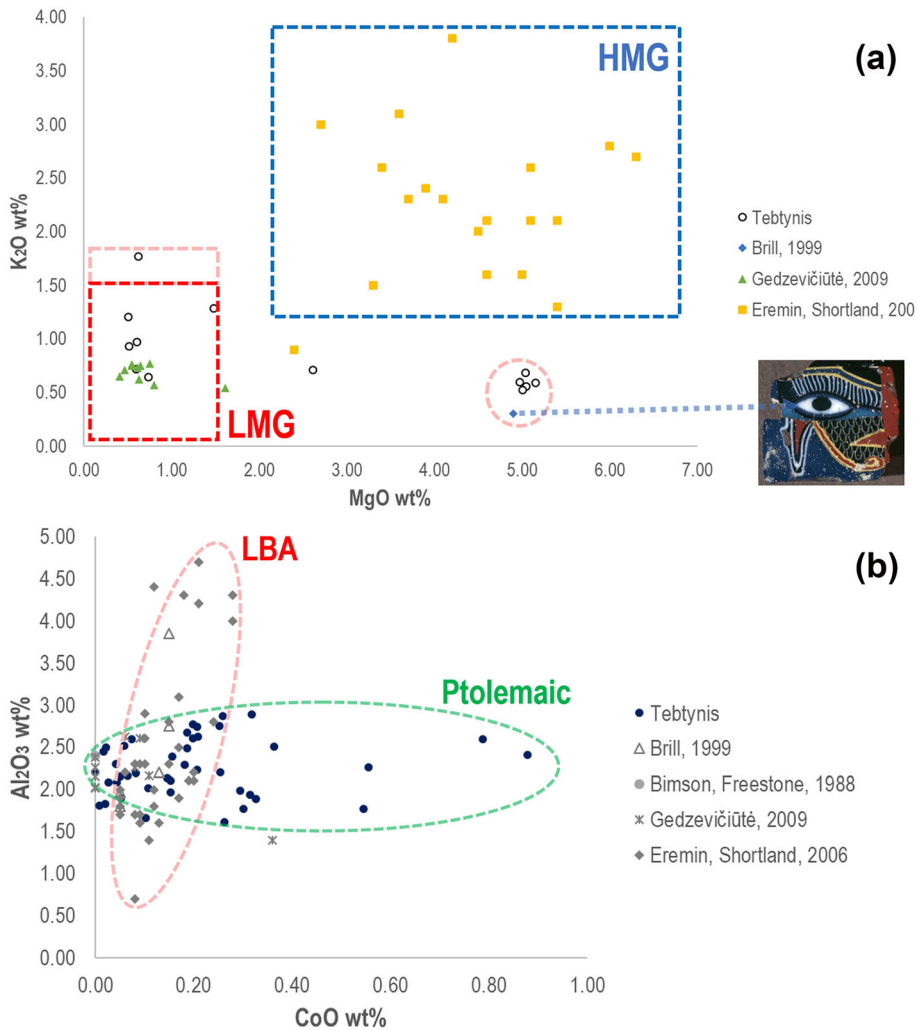 4.00
(a)
3.50
HMG
3.00
2.50
K₂O wt%
2.00
Tebtynis
Brill, 1999
1.50
Gedzevičiūtė, 2009
Eremin, Shortland, 200
1.00
0.50
LMG
0.00
0.00 1.00 2.00 3.00 4.00 5.00 6.00 7.00
MgO wt%
5.00
LBA
(b)
4.50
4.00
3.50
Ptolemaic
3.00
Al₂O₃ wt%
Tebtynis
2.50
Brill, 1999
2.00
Bimson, Freestone, 1988
1.50
Gedzevičiūtė, 2009
1.00
Eremin, Shortland, 2006
0.50
0.00
0.00 0.20 0.40 0.60 0.80 1.00
CoO wt%